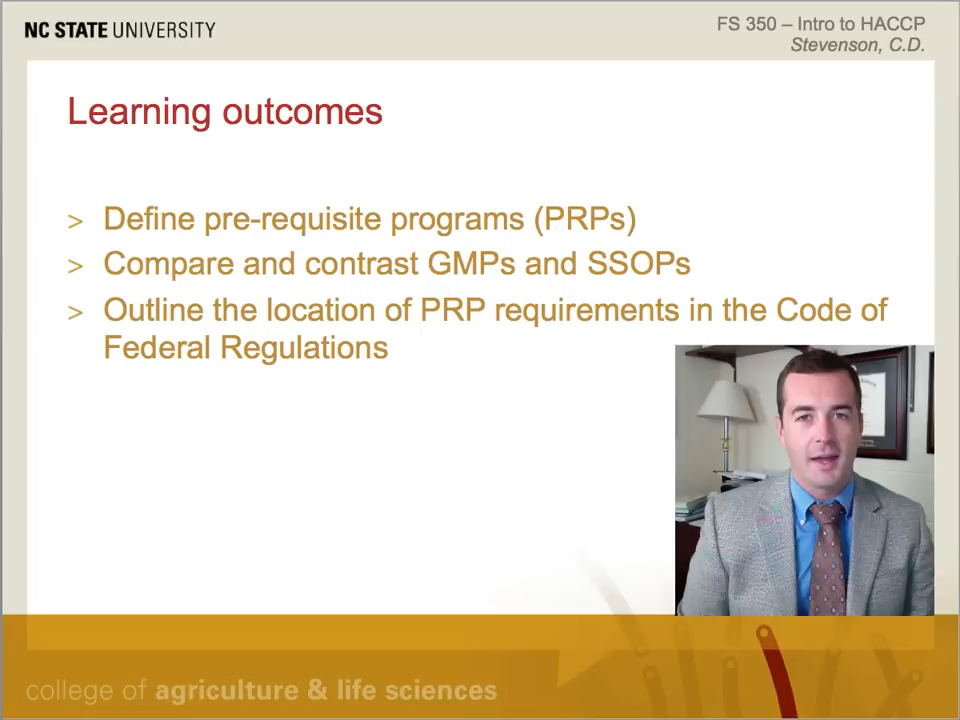 NC STATE UNIVERSITY
FS 350 – Intro to HACCP
Stevenson, C.D.
Learning outcomes
> Define pre-requisite programs (PRPs)
> Compare and contrast GMPs and SSOPs
> Outline the location of PRP requirements in the Code of
Federal Regulations
college of agriculture & life sciences